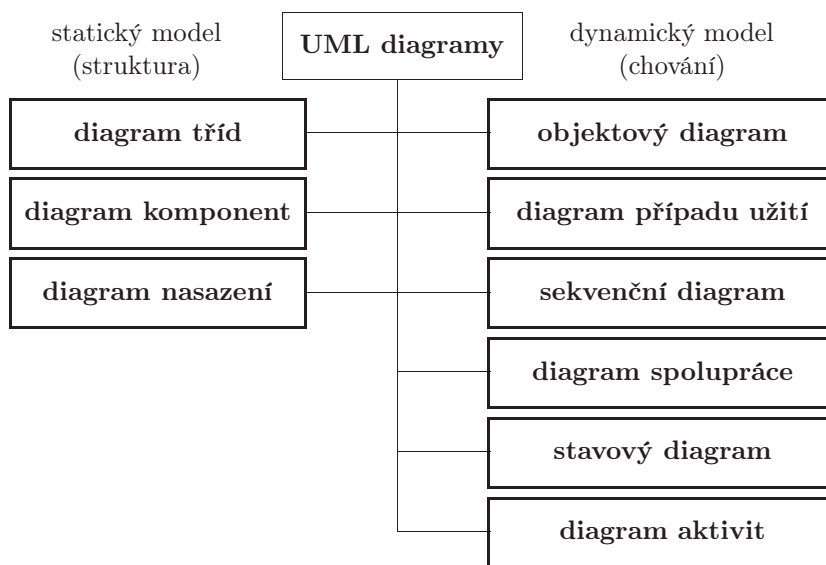 statický model
(struktura)
UML diagramy
dynamický model
(chování)
diagram tříd
objektový diagram
diagram komponent
diagram případu užití
diagram nasazení
sekvenční diagram
diagram spolupráce
stavový diagram
diagram aktivit